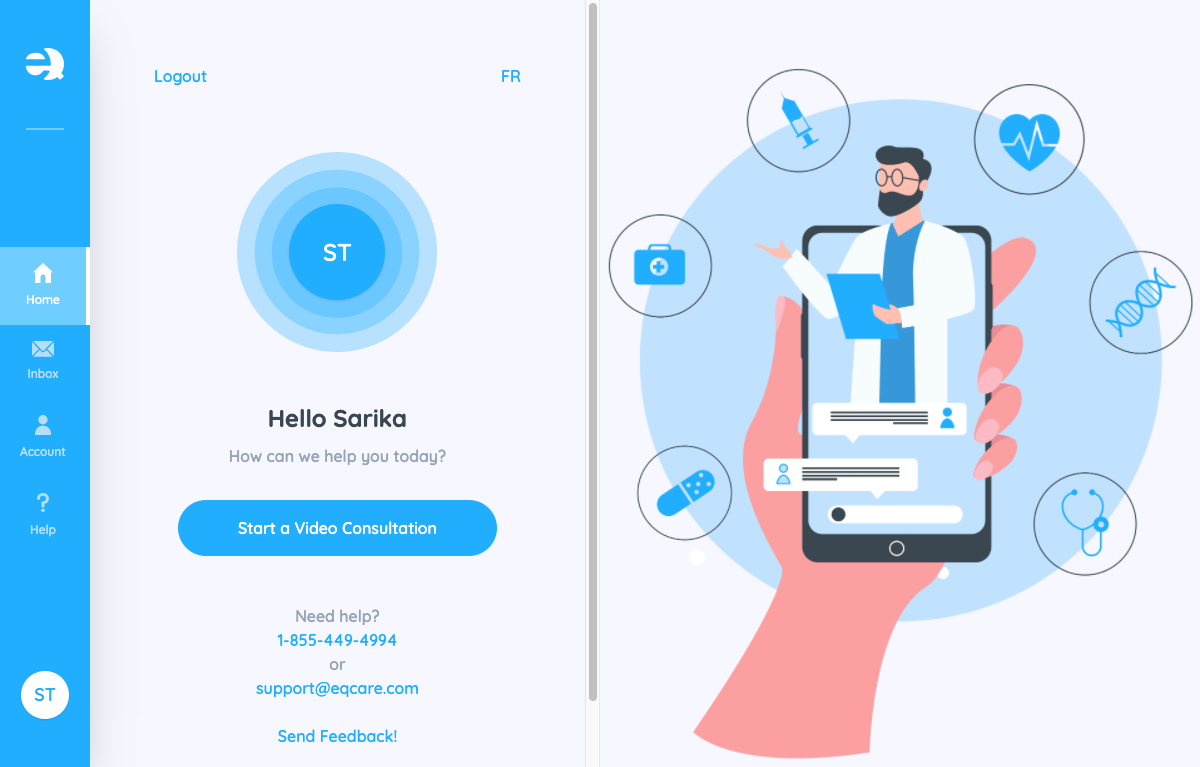 Logout
FR
Home
Inbox
Account
Help
ST
ST
Hello Sarika
How can we help you today?
Start a Video Consultation
Need help?
1-855-449-4994
or
support@eqcare.com
Send Feedback!